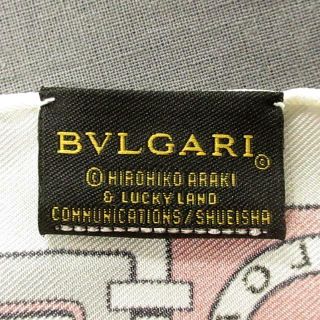 BVLGARI©
©HIROHIKO ARAKI
& LUCKY LAND
COMMUNICATIONS/SHUEISHA